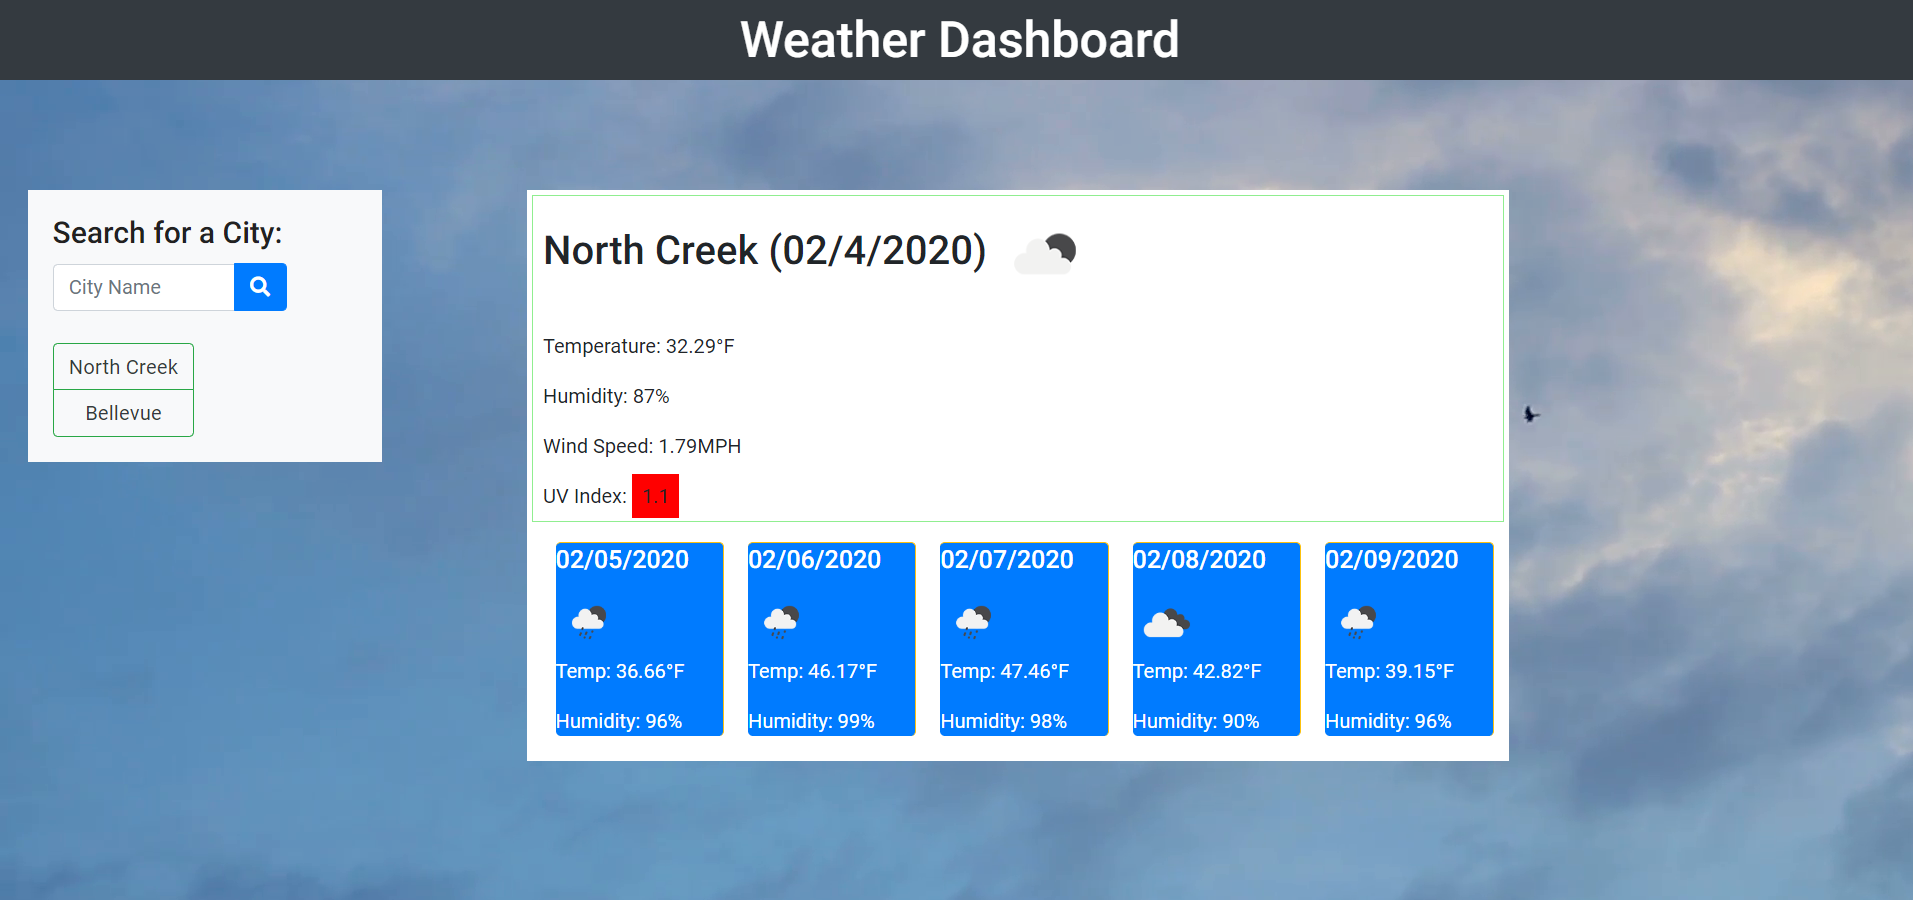 Weather Dashboard
Search for a City:
City Name
North Creek
Bellevue
North Creek (02/4/2020)
Temperature: 32.29°F
Humidity: 87%
Wind Speed: 1.79MPH
UV Index: 1.1
02/05/2020
Temp: 36.66°F
Humidity: 96%
02/06/2020
Temp: 46.17°F
Humidity: 99%
02/07/2020
Temp: 47.46°F
Humidity: 98%
02/08/2020
Temp: 42.82°F
Humidity: 90%
02/09/2020
Temp: 39.15°F
Humidity: 96%